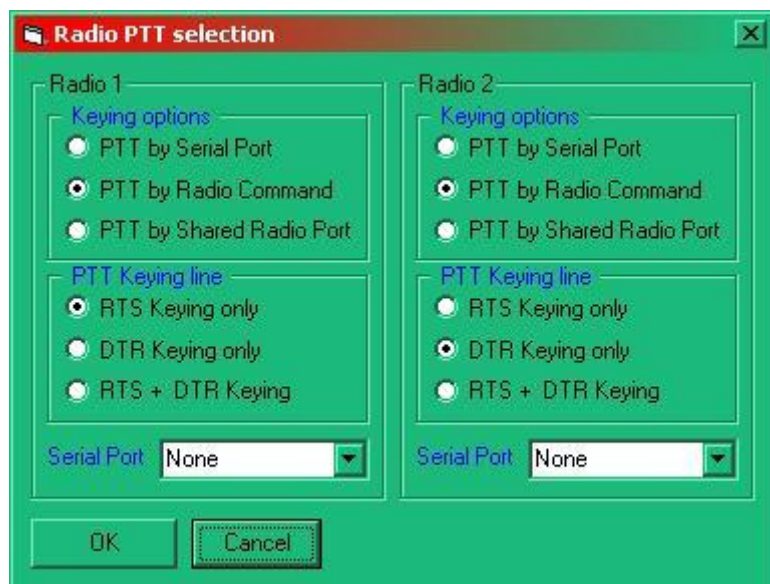 Radio PTT selection
Radio 1
Keying options
PTT by Serial Port
PTT by Radio Command
PTT by Shared Radio Port
PTT Keying line
RTS Keying only
DTR Keying only
RTS + DTR Keying
Serial Port None
Radio 2
Keying options
PTT by Serial Port
PTT by Radio Command
PTT by Shared Radio Port
PTT Keying line
RTS Keying only
DTR Keying only
RTS + DTR Keying
Serial Port None
OK
Cancel